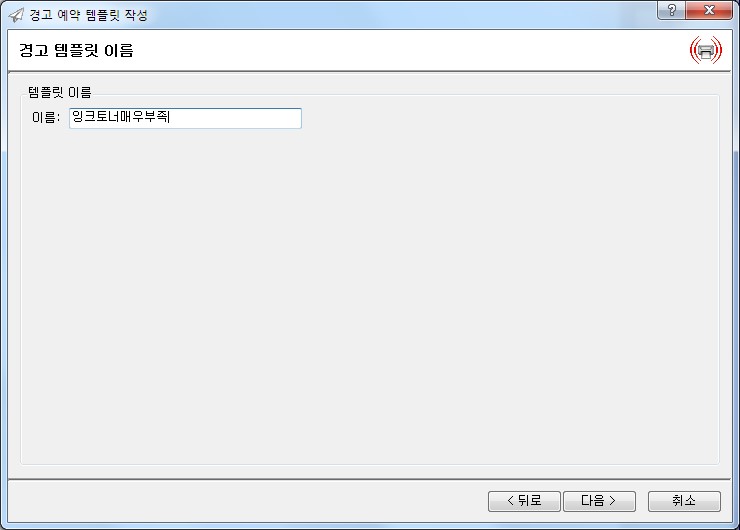 경고 예약 템플릿 작성
?
경고 템플릿 이름
템플릿 이름
이름: 잉크토너매우부족
< 뒤로 다음 > 취소